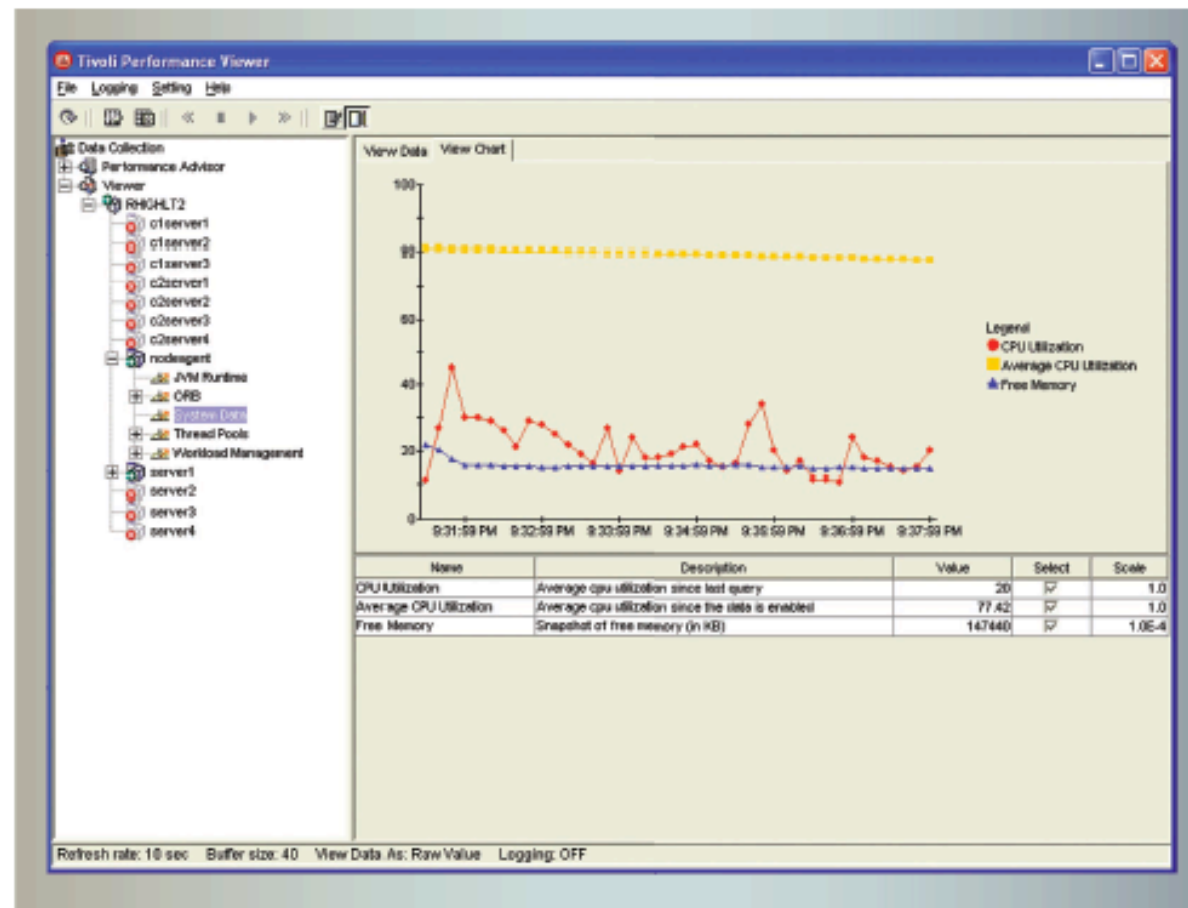 Tivoli Performance Viewer
File Logging Setting Help
Data Collection
Performance Advisor
Viewer
RHIGHLT2
c1server1
c1server2
c1server3
c2server1
c2server2
c2server3
c2server4
nodeagent
JVM Runtime
ORB
System Data
Thread Pools
Workload Management
server1
server2
server3
server4
View Data View Chart
100
80
60
40
20
0
9:31:59 PM 9:32:59 PM 9:33:59 PM 9:34:59 PM 9:35:59 PM 9:36:59 PM 9:37:59 PM
Legend
CPU Utilization
Average CPU Utilization
Free Memory
Name Description Value Select Scale
CPU Utilization Average cpu utilization since last query 20 1.0
Average CPU Utilization Average cpu utilization since the data is enabled 77.42 1.0
Free Memory Snapshot of free memory (in KB) 147440 1.0E-4
Refresh rate: 10 sec Buffer size: 40 View Data As: Raw Value Logging: OFF